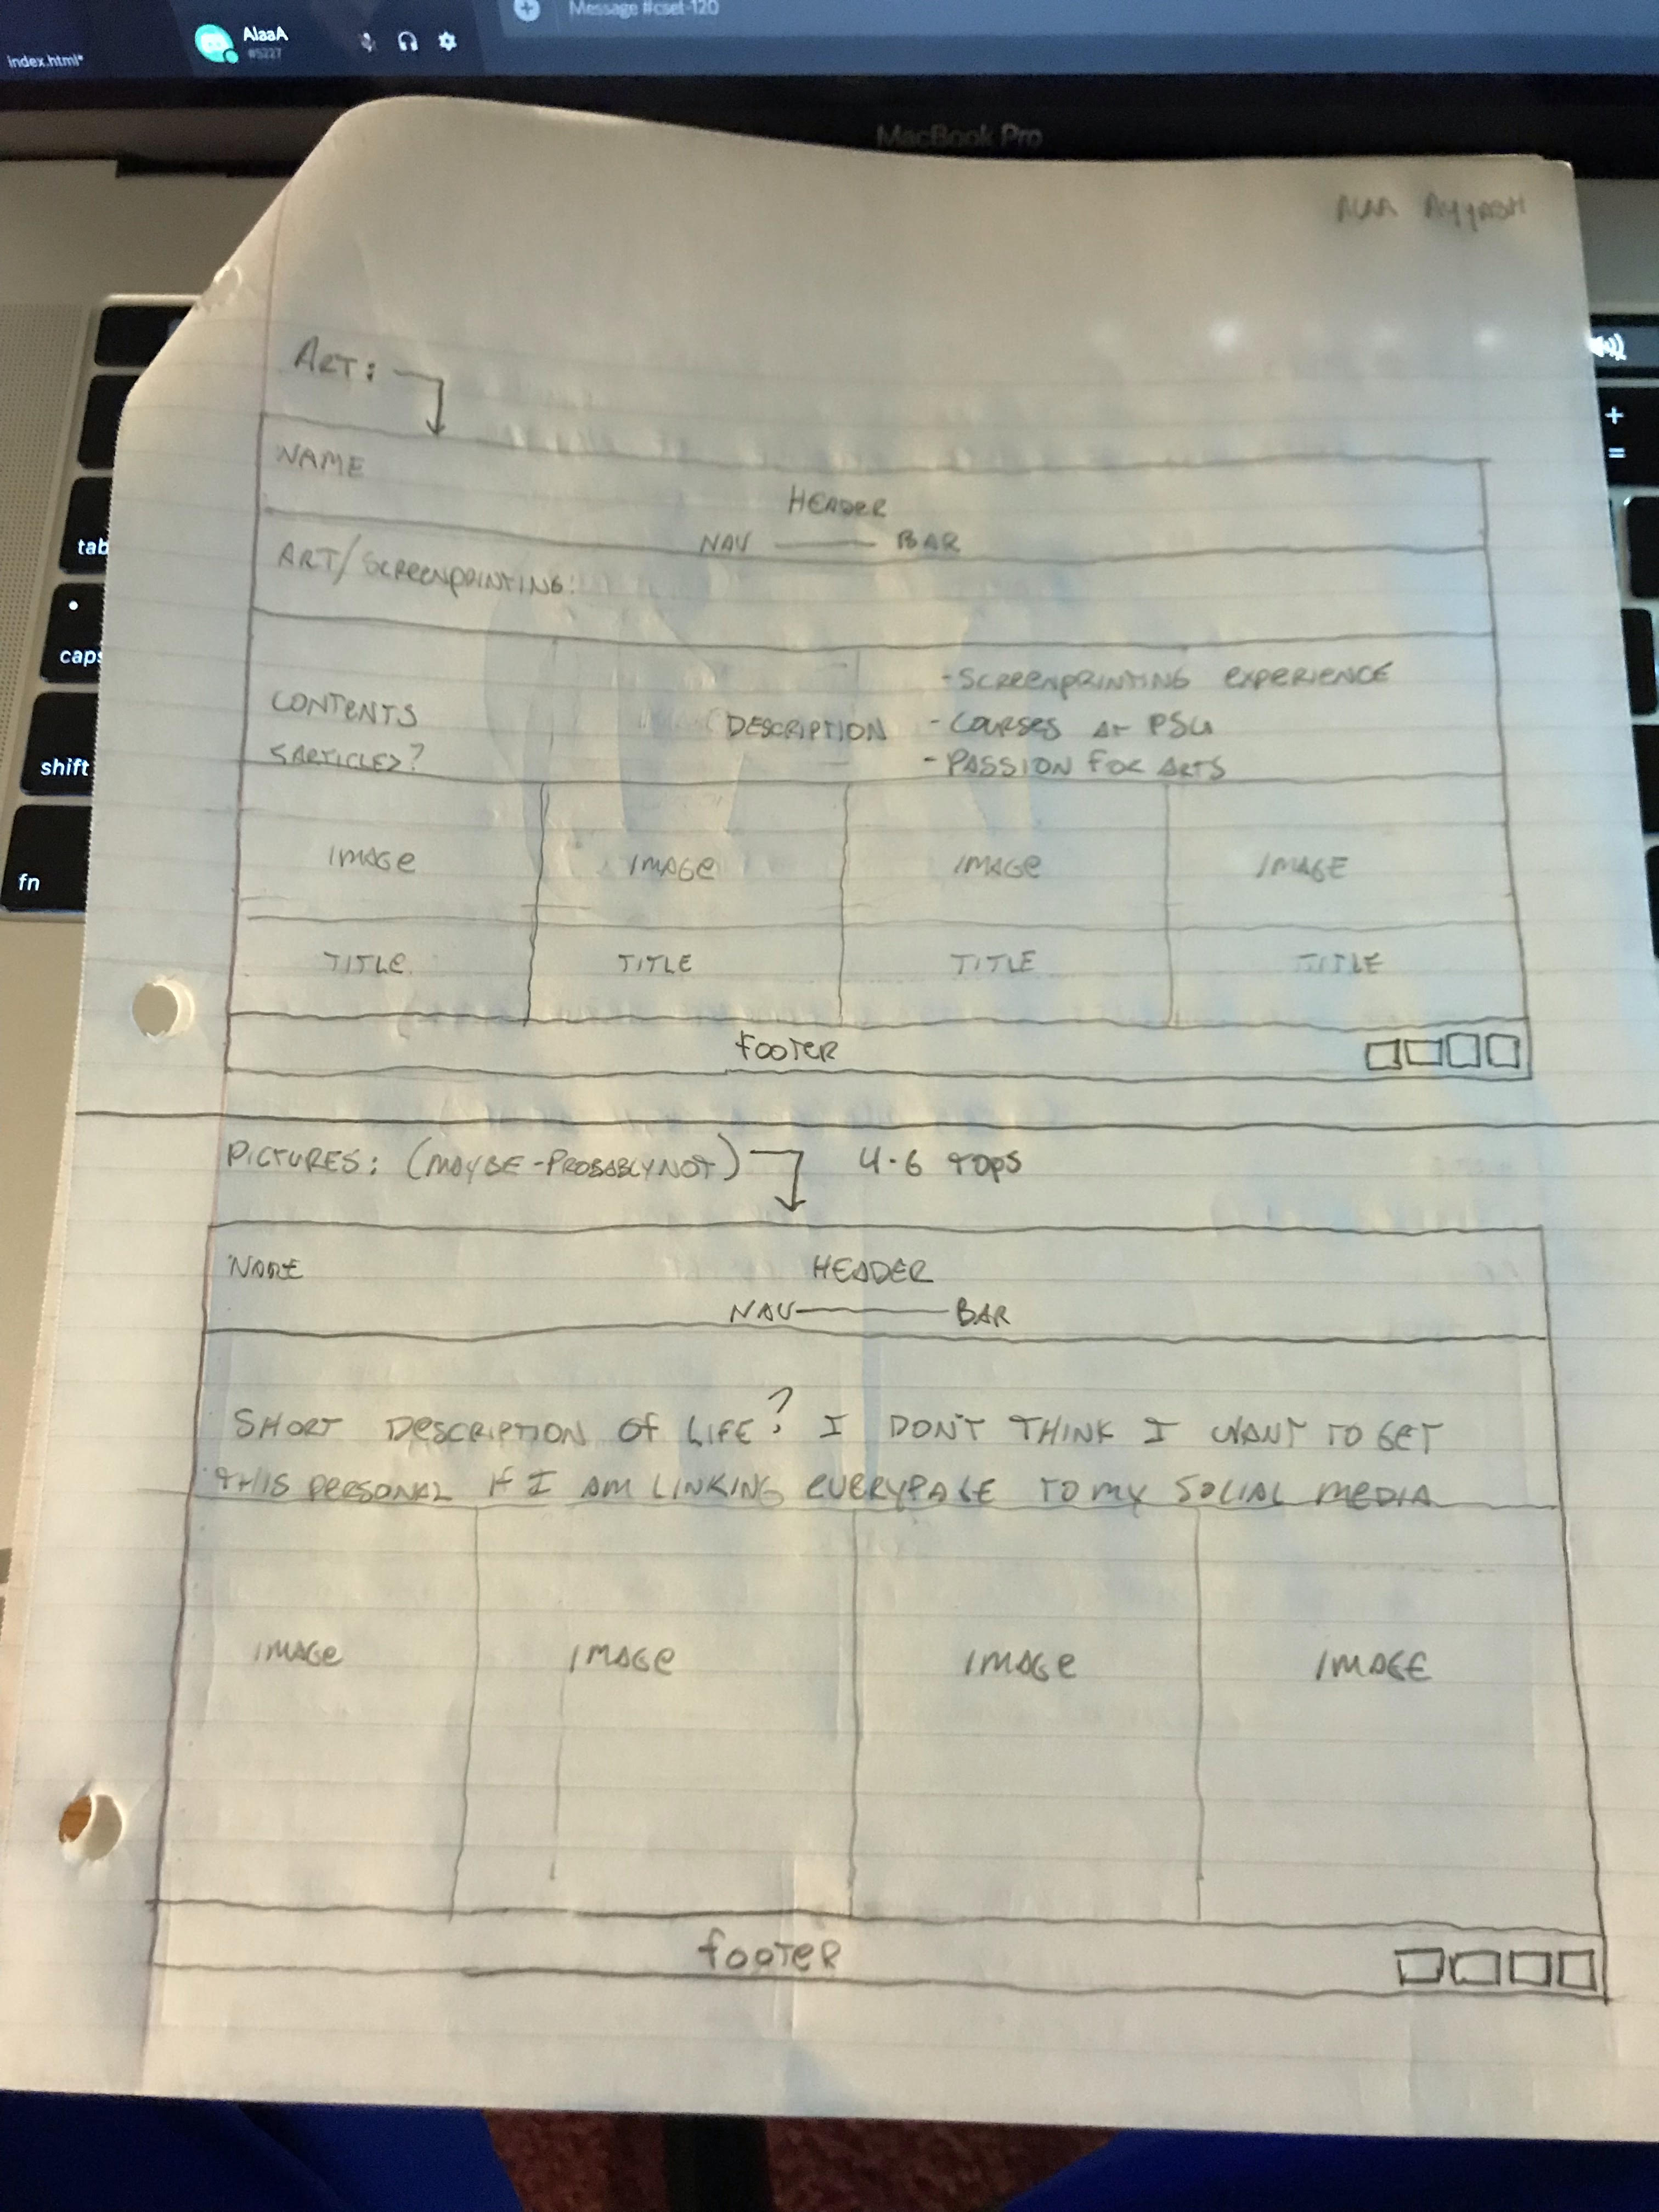 Message #cset-120
AlaaA
#5227
index.html*
MacBook Pro
ALAA AYYASH
+
=
tab
caps
shift
fn
ART:
NAME
HEADER
NAV BAR
ART/SCREENPRINTING:
CONTENTS
<ARTICLE>?
DESCRIPTION
-SCREENPRINTING EXPERIENCE
-COURSES AT PSU
-PASSION FOR ARTS
IMAGE IMAGE IMAGE IMAGE
TITLE TITLE TITLE TITLE
FOOTER
PICTURES: (MAYBE-PROBABLY NOT) 4-6 TOPS
NAME HEADER
NAV BAR
SHORT DESCRIPTION OF LIFE? I DON'T THINK I WANT TO GET
THIS PERSONAL IF I AM LINKING EVERYPAGE TO MY SOCIAL MEDIA
IMAGE IMAGE IMAGE IMAGE
FOOTER